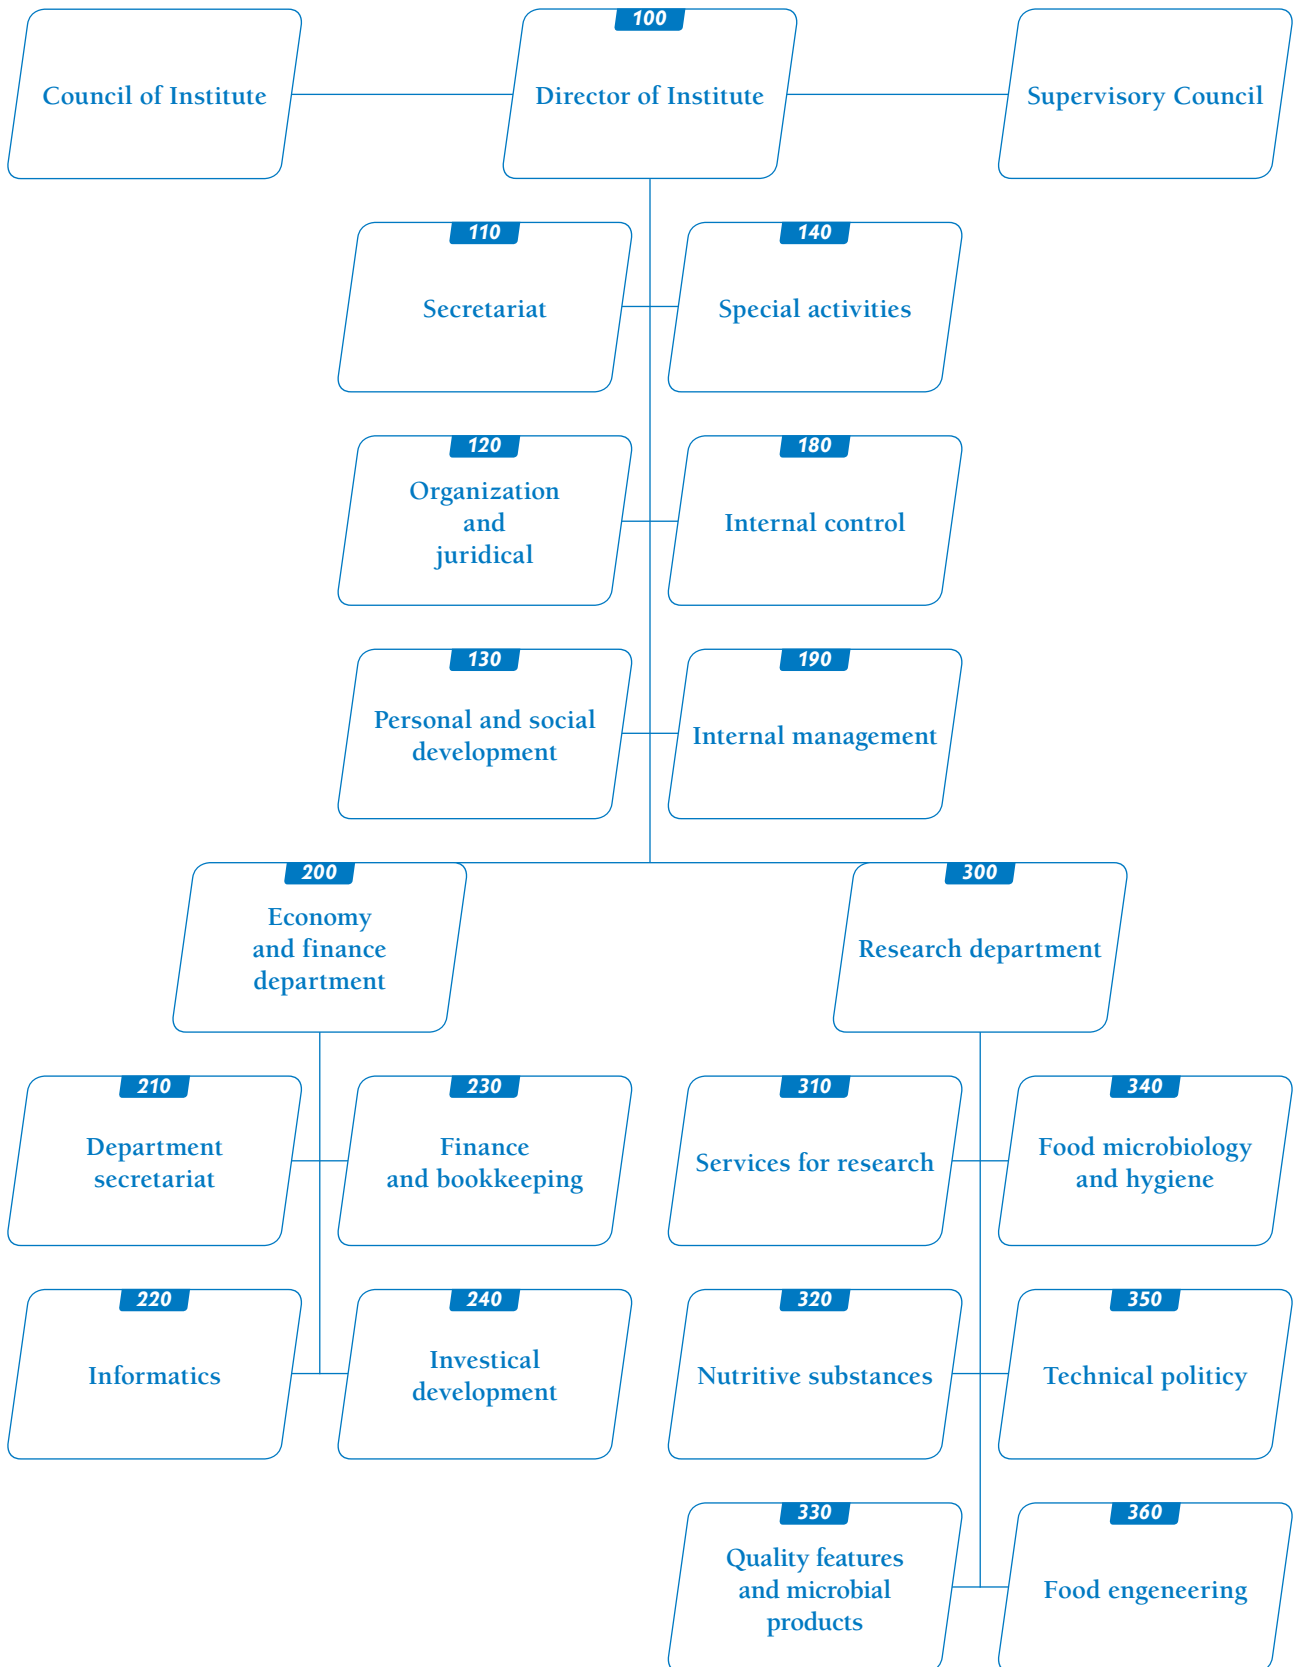 100
Council of Institute
Director of Institute
Supervisory Council
110
Secretariat
140
Special activities
120
Organization
and
juridical
180
Internal control
130
Personal and social
development
190
Internal management
200
Economy
and finance
department
300
Research department
210
Department
secretariat
230
Finance
and bookkeeping
310
Services for research
340
Food microbiology
and hygiene
220
Informatics
240
Investical
development
320
Nutritive substances
350
Technical politicy
330
Quality features
and microbial
products
360
Food engeneering